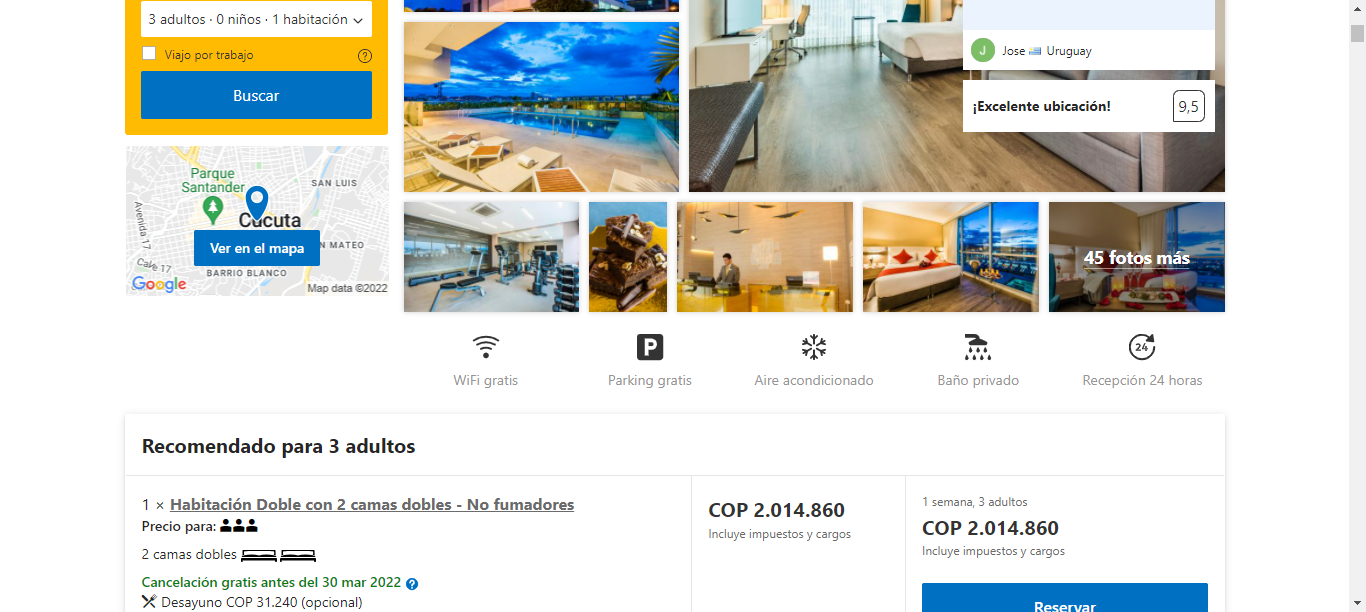 3 adultos · 0 niños · 1 habitación
Viajo por trabajo
?
Buscar
Parque
Santander
SAN LUIS
Avenida 17
Cúcuta
Ver en el mapa
N MATEO
Calle 17
BARRIO BLANCO
Google
Map data ©2022
J
Jose
Uruguay
¡Excelente ubicación!
9,5
45 fotos más
P
24
WiFi gratis
Parking gratis
Aire acondicionado
Baño privado
Recepción 24 horas
Recomendado para 3 adultos
1 × Habitación Doble con 2 camas dobles - No fumadores
Precio para:
2 camas dobles
Cancelación gratis antes del 30 mar 2022 ?
Desayuno COP 31.240 (opcional)
COP 2.014.860
Incluye impuestos y cargos
1 semana, 3 adultos
COP 2.014.860
Incluye impuestos y cargos
Reservar